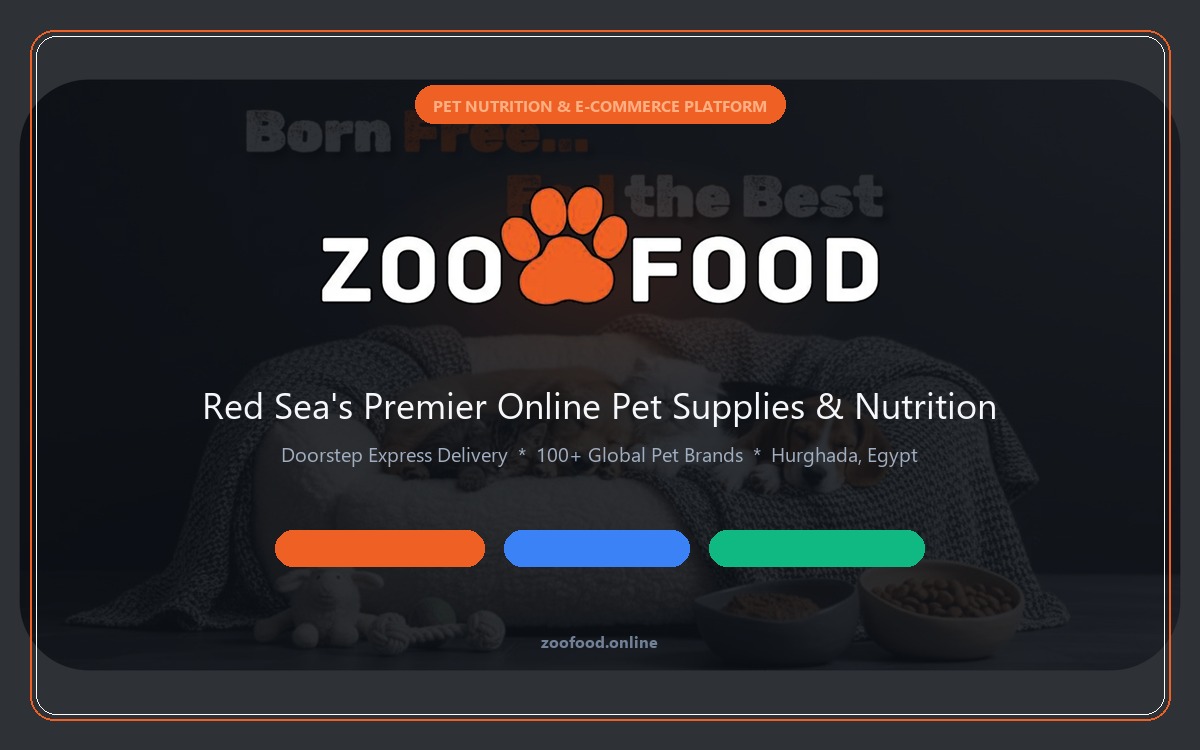 PET NUTRITION & E-COMMERCE PLATFORM
Born Free...
Fed the Best
ZOO FOOD
Red Sea's Premier Online Pet Supplies & Nutrition
Doorstep Express Delivery * 100+ Global Pet Brands * Hurghada, Egypt
zoofood.online